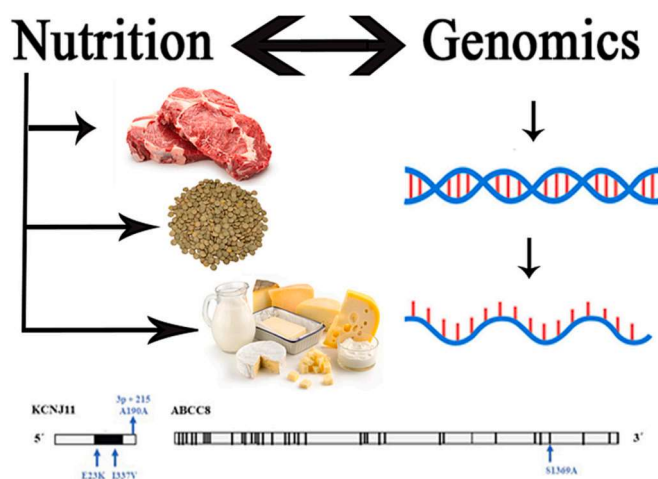 Nutrition Genomics
3p + 215
KCNJ11 A190A ABCC8
5´ 3´
E23K I337V S1369A